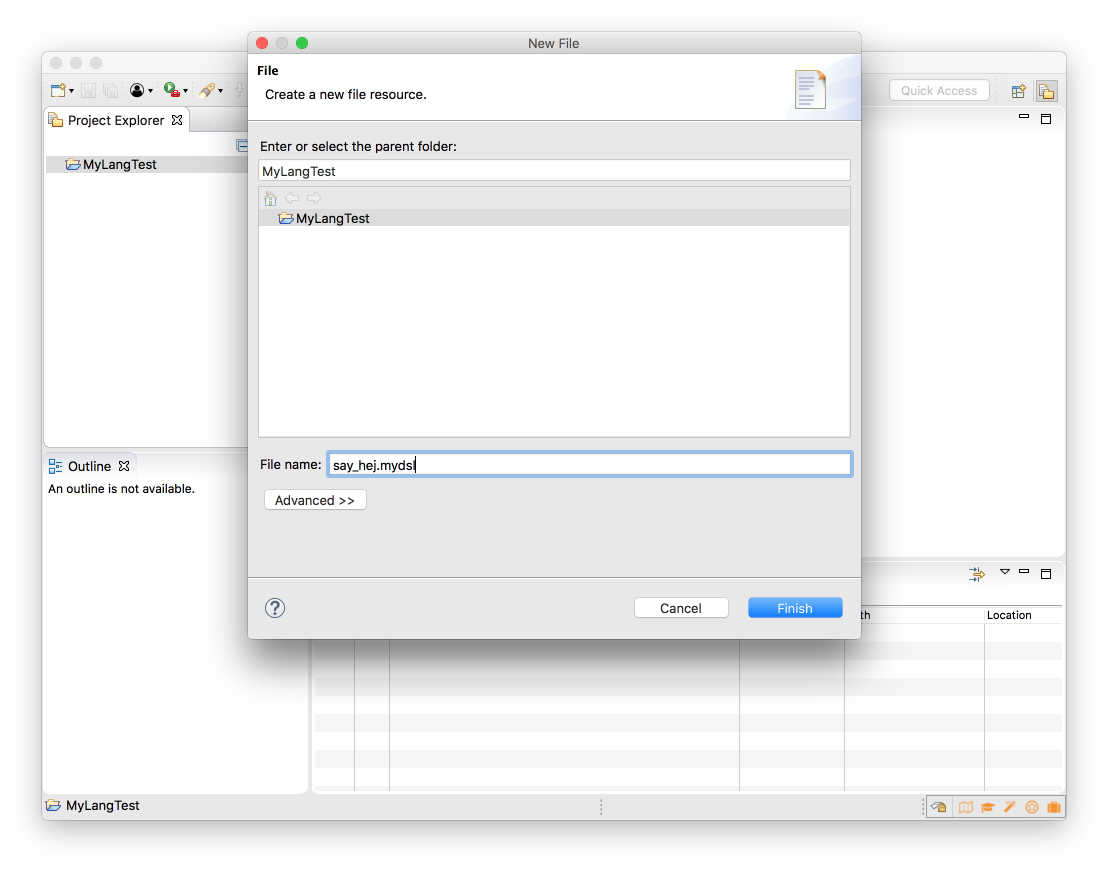 New File
File
Create a new file resource.
Quick Access
Project Explorer
Enter or select the parent folder:
MyLangTest
MyLangTest
MyLangTest
File name: say_hej.mydsl
Outline
An outline is not available.
Advanced >>
? Cancel Finish
th Location
MyLangTest